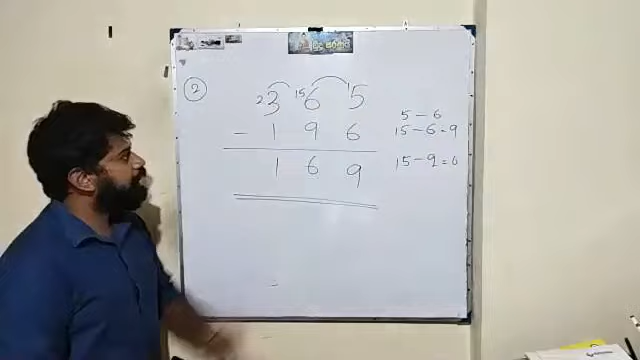 2
2 3 15 6 15
- 1 9 6
1 6 9
5 - 6
15 - 6 = 9
15 - 9 = 6